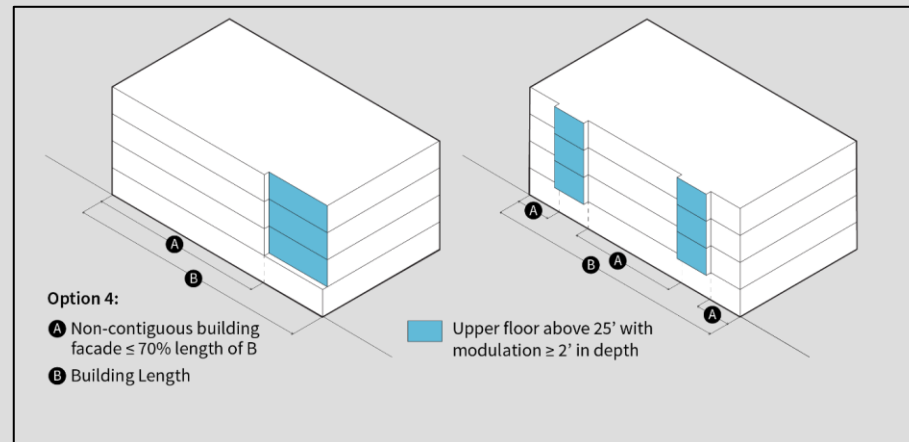 A
B
A
B
A
A
Option 4:
A Non-contiguous building
facade ≤ 70% length of B
B Building Length
Upper floor above 25’ with
modulation ≥ 2’ in depth